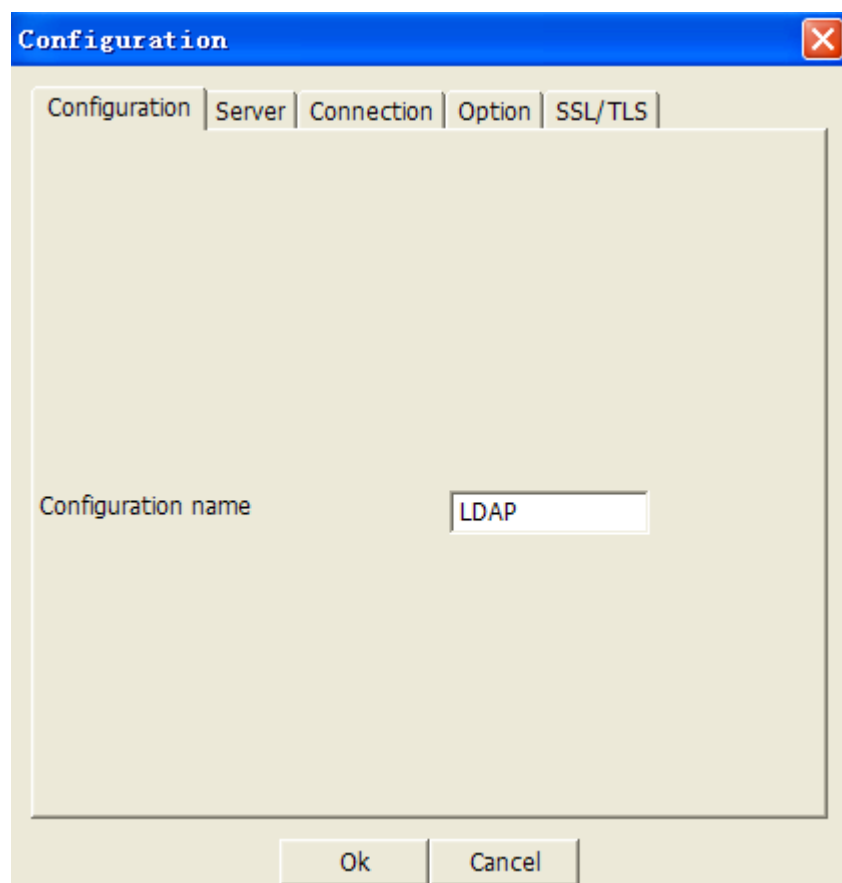 Configuration
Configuration Server Connection Option SSL/TLS
Configuration name LDAP
Ok Cancel